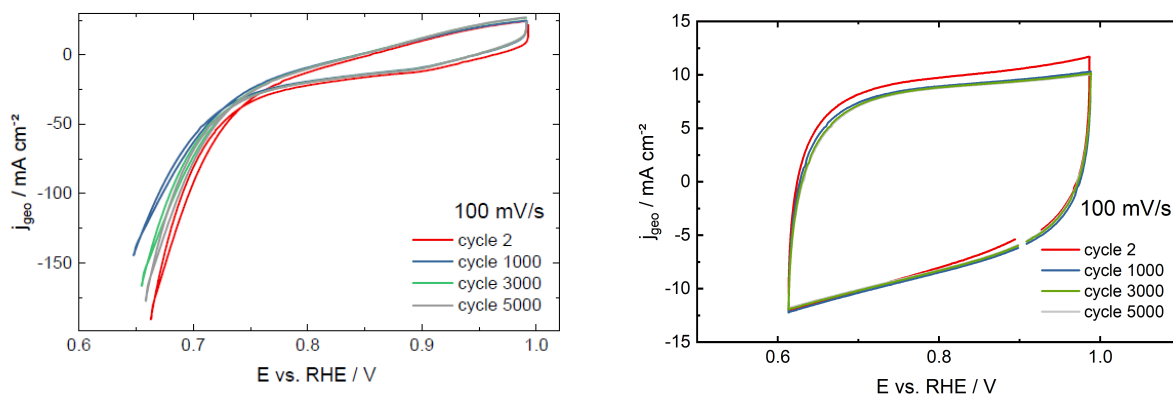 0
-50
-100
-150
j_geo / mA cm⁻²
100 mV/s
cycle 2
cycle 1000
cycle 3000
cycle 5000
0.6 0.7 0.8 0.9 1.0
E vs. RHE / V
15
10
5
0
-5
-10
-15
j_geo / mA cm⁻²
100 mV/s
cycle 2
cycle 1000
cycle 3000
cycle 5000
0.6 0.8 1.0
E vs. RHE / V